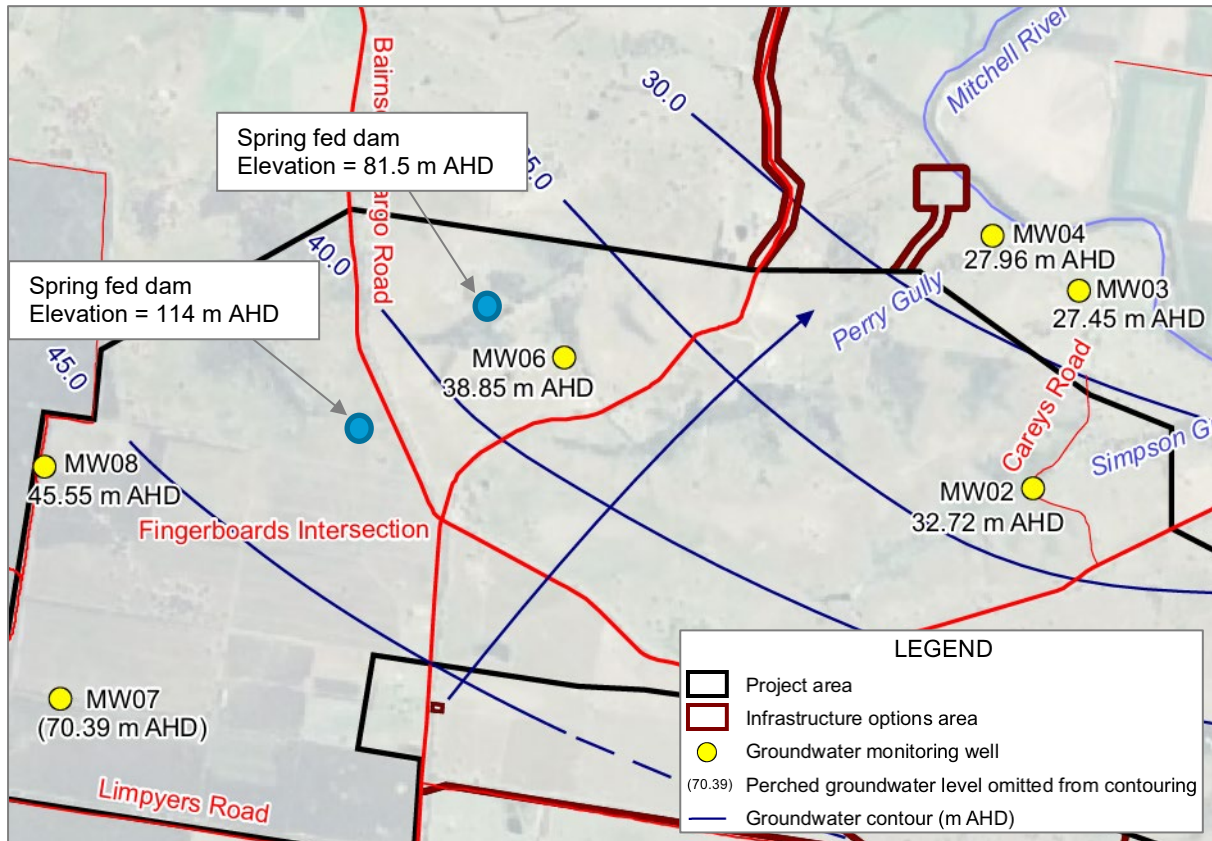 Mitchell River
30.0
Spring fed dam
Elevation = 81.5 m AHD
40.0
Road
Spring fed dam
Elevation = 114 m AHD
45.0
MW04
27.96 m AHD
MW03
27.45 m AHD
Perry Gully
MW06
38.85 m AHD
Careys Road
Simpson
MW08
45.55 m AHD
MW02
32.72 m AHD
Fingerboards Intersection
MW07
(70.39 m AHD)
Limpyers Road
LEGEND
Project area
Infrastructure options area
Groundwater monitoring well
(70.39) Perched groundwater level omitted from contouring
Groundwater contour (m AHD)